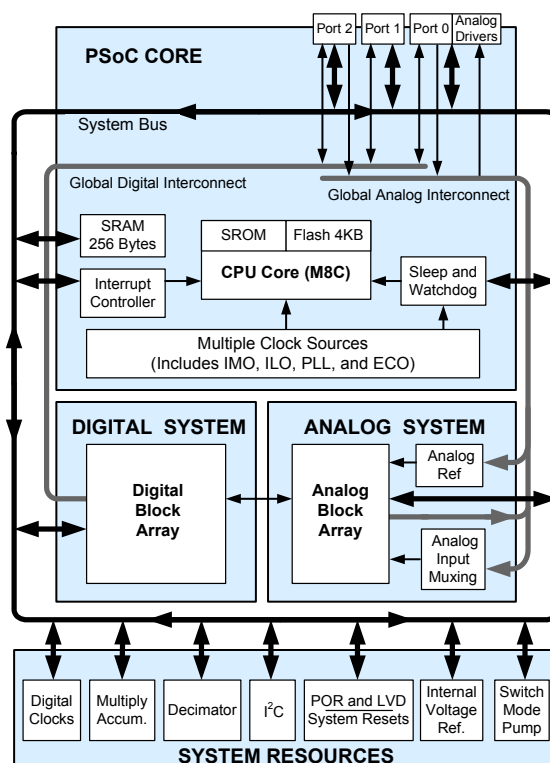 Port 2
Port 1
Port 0
Analog
Drivers
PSoC CORE
System Bus
Global Digital Interconnect
Global Analog Interconnect
SRAM
256 Bytes
SROM
Flash 4KB
CPU Core (M8C)
Interrupt
Controller
Sleep and
Watchdog
Multiple Clock Sources
(Includes IMO, ILO, PLL, and ECO)
DIGITAL SYSTEM
ANALOG SYSTEM
Digital
Block
Array
Analog
Block
Array
Analog
Ref
Analog
Input
Muxing
Digital
Clocks
Multiply
Accum.
Decimator
I²C
POR and LVD
System Resets
Internal
Voltage
Ref.
Switch
Mode
Pump
SYSTEM RESOURCES